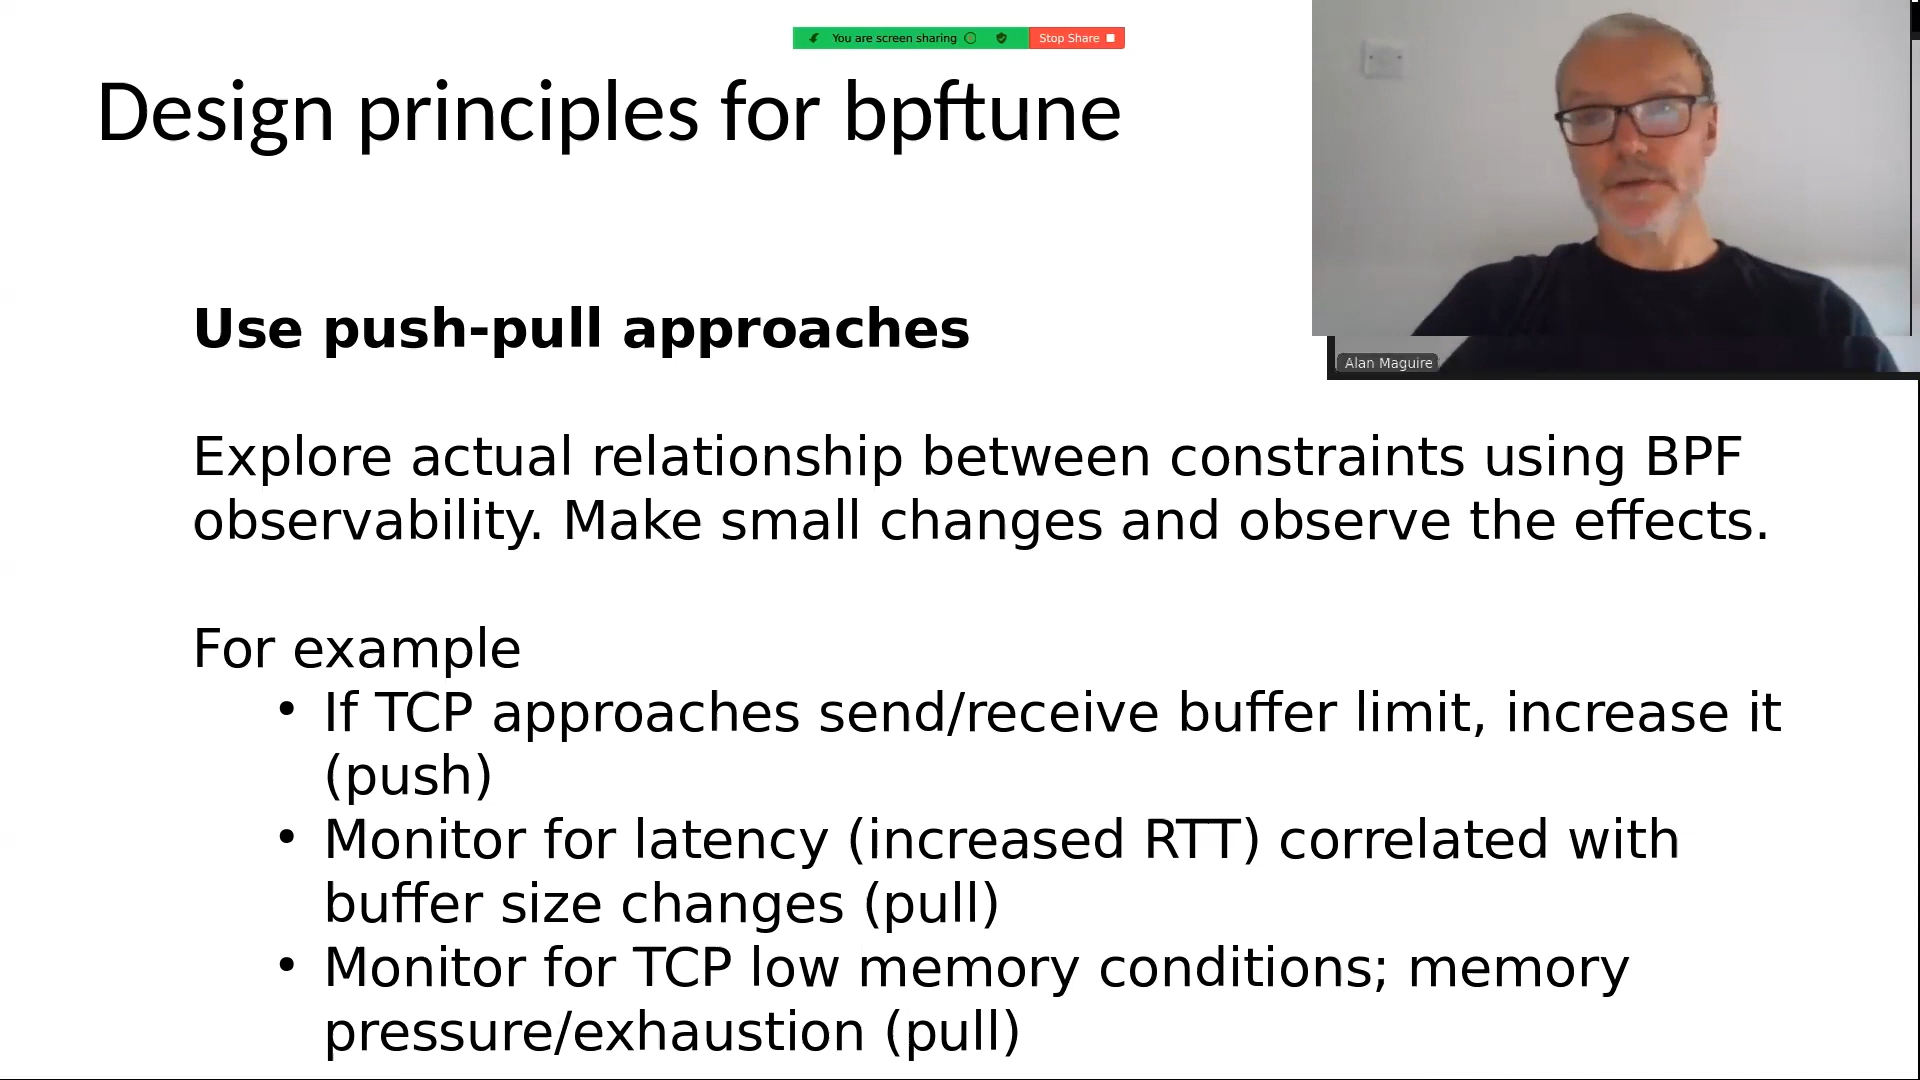 You are screen sharing
Stop Share
Design principles for bpftune
Alan Maguire
Use push-pull approaches
Explore actual relationship between constraints using BPF
observability. Make small changes and observe the effects.
For example
• If TCP approaches send/receive buffer limit, increase it
(push)
• Monitor for latency (increased RTT) correlated with
buffer size changes (pull)
• Monitor for TCP low memory conditions; memory
pressure/exhaustion (pull)